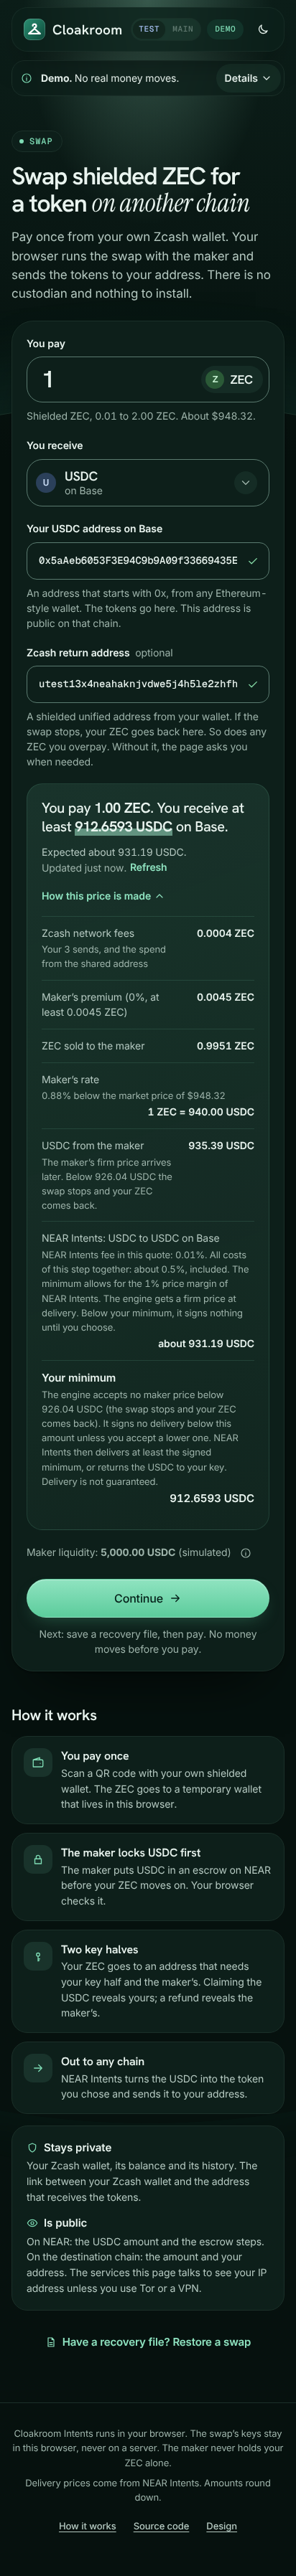 Cloakroom TEST MAIN DEMO
Demo. No real money moves. Details
SWAP
Swap shielded ZEC for
a token on another chain
Pay once from your own Zcash wallet. Your
browser runs the swap with the maker and
sends the tokens to your address. There is no
custodian and nothing to install.
You pay
1 Z ZEC
Shielded ZEC, 0.01 to 2.00 ZEC. About $948.32.
You receive
U USDC
on Base
Your USDC address on Base
0x5aAeb6053F3E94C9b9A09f33669435E
An address that starts with 0x, from any Ethereum-
style wallet. The tokens go here. This address is
public on that chain.
Zcash return address optional
utest13x4neahaknjvdwe5j4h5le2zhfh
A shielded unified address from your wallet. If the
swap stops, your ZEC goes back here. So does any
ZEC you overpay. Without it, the page asks you
when needed.
You pay 1.00 ZEC. You receive at
least 912.6593 USDC on Base.
Expected about 931.19 USDC.
Updated just now. Refresh
How this price is made
Zcash network fees 0.0004 ZEC
Your 3 sends, and the spend
from the shared address
Maker's premium (0%, at 0.0045 ZEC
least 0.0045 ZEC)
ZEC sold to the maker 0.9951 ZEC
Maker's rate
0.88% below the market price of $948.32
1 ZEC = 940.00 USDC
USDC from the maker 935.39 USDC
The maker's firm price arrives
later. Below 926.04 USDC the
swap stops and your ZEC
comes back.
NEAR Intents: USDC to USDC on Base
NEAR Intents fee in this quote: 0.01%. All costs
of this step together: about 0.5%, included. The
minimum allows for the 1% price margin of
NEAR Intents. The engine gets a firm price at
delivery. Below your minimum, it signs nothing
until you choose.
about 931.19 USDC
Your minimum
The engine accepts no maker price below
926.04 USDC (the swap stops and your ZEC
comes back). It signs no delivery below this
amount unless you accept a lower one. NEAR
Intents then delivers at least the signed
minimum, or returns the USDC to your key.
Delivery is not guaranteed.
912.6593 USDC
Maker liquidity: 5,000.00 USDC (simulated)
Continue →
Next: save a recovery file, then pay. No money
moves before you pay.
How it works
You pay once
Scan a QR code with your own shielded
wallet. The ZEC goes to a temporary wallet
that lives in this browser.
The maker locks USDC first
The maker puts USDC in an escrow on NEAR
before your ZEC moves on. Your browser
checks it.
Two key halves
Your ZEC goes to an address that needs
your key half and the maker's. Claiming the
USDC reveals yours; a refund reveals the
maker's.
Out to any chain
NEAR Intents turns the USDC into the token
you chose and sends it to your address.
Stays private
Your Zcash wallet, its balance and its history. The
link between your Zcash wallet and the address
that receives the tokens.
Is public
On NEAR: the USDC amount and the escrow steps.
On the destination chain: the amount and your
address. The services this page talks to see your IP
address unless you use Tor or a VPN.
Have a recovery file? Restore a swap
Cloakroom Intents runs in your browser. The swap's keys stay
in this browser, never on a server. The maker never holds your
ZEC alone.
Delivery prices come from NEAR Intents. Amounts round
down.
How it works Source code Design